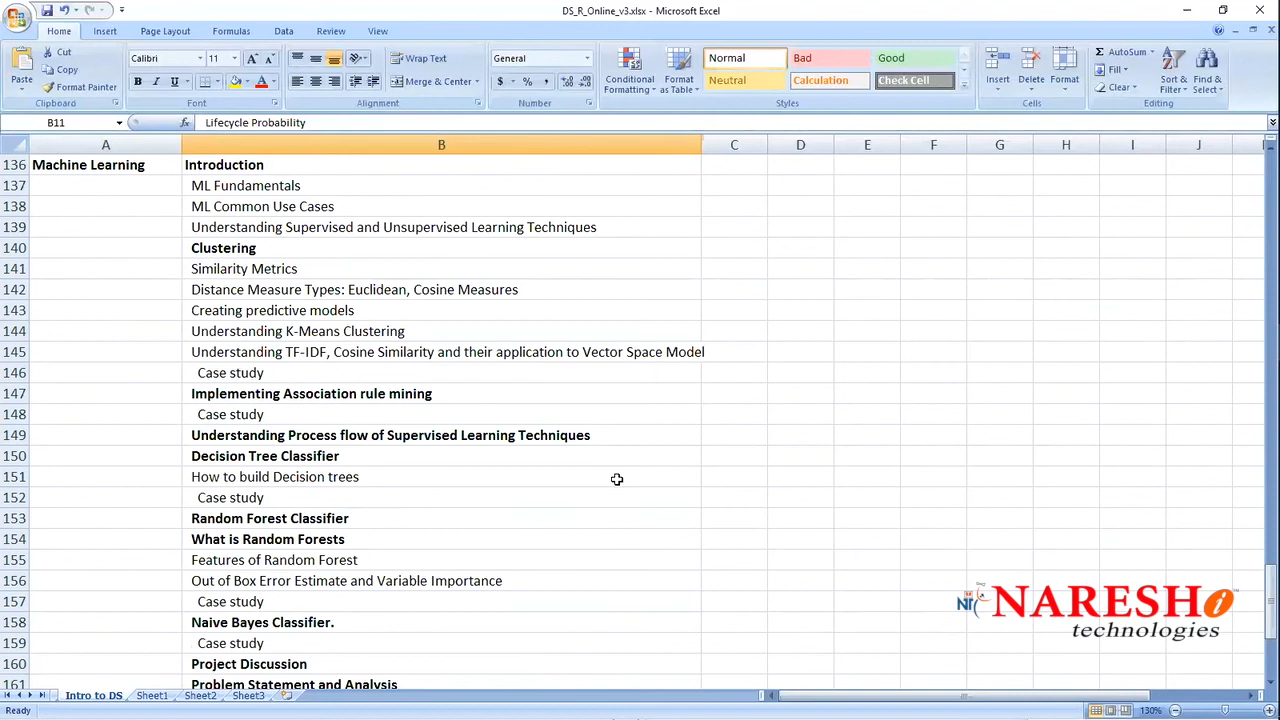 DS_R_Online_v3.xlsx - Microsoft Excel
Home Insert Page Layout Formulas Data Review View
Paste Cut Copy Format Painter Clipboard
Calibri 11 A A B I U A Font
Wrap Text Merge & Center Alignment
General $ % , Number
Conditional Formatting Format as Table Normal Bad Good Neutral Calculation Check Cell Styles
Insert Delete Format Cells
AutoSum Fill Clear Sort & Filter Find & Select Editing
B11 fx Lifecycle Probability
A B C D E F G H I J
136 Machine Learning Introduction
137 ML Fundamentals
138 ML Common Use Cases
139 Understanding Supervised and Unsupervised Learning Techniques
140 Clustering
141 Similarity Metrics
142 Distance Measure Types: Euclidean, Cosine Measures
143 Creating predictive models
144 Understanding K-Means Clustering
145 Understanding TF-IDF, Cosine Similarity and their application to Vector Space Model
146 Case study
147 Implementing Association rule mining
148 Case study
149 Understanding Process flow of Supervised Learning Techniques
150 Decision Tree Classifier
151 How to build Decision trees
152 Case study
153 Random Forest Classifier
154 What is Random Forests
155 Features of Random Forest
156 Out of Box Error Estimate and Variable Importance
157 Case study
158 Naive Bayes Classifier.
159 Case study
160 Project Discussion
161 Problem Statement and Analysis
NARESH i
technologies
Intro to DS Sheet1 Sheet2 Sheet3
Ready 130%